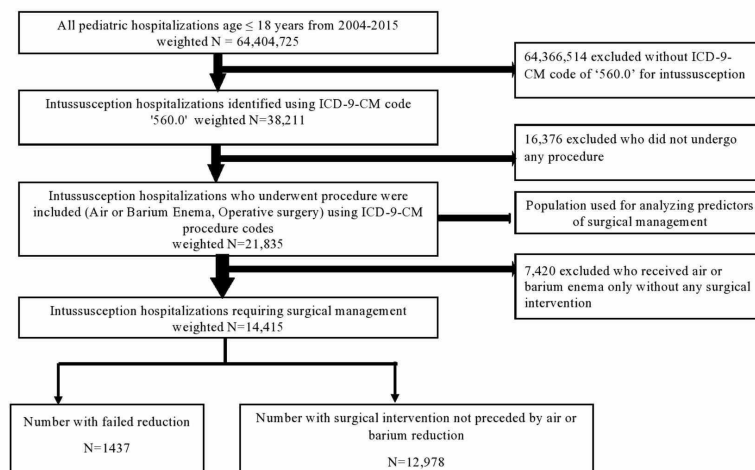 All pediatric hospitalizations age ≤ 18 years from 2004-2015
weighted N = 64,404,725
64,366,514 excluded without ICD-9-
CM code of ‘560.0’ for intussusception
Intussusception hospitalizations identified using ICD-9-CM code
'560.0' weighted N=38,211
16,376 excluded who did not undergo
any procedure
Intussusception hospitalizations who underwent procedure were
included (Air or Barium Enema, Operative surgery) using ICD-9-CM
procedure codes
weighted N=21,835
Population used for analyzing predictors
of surgical management
7,420 excluded who received air or
barium enema only without any surgical
intervention
Intussusception hospitalizations requiring surgical management
weighted N=14,415
Number with failed reduction
N=1437
Number with surgical intervention not preceded by air or
barium reduction
N=12,978